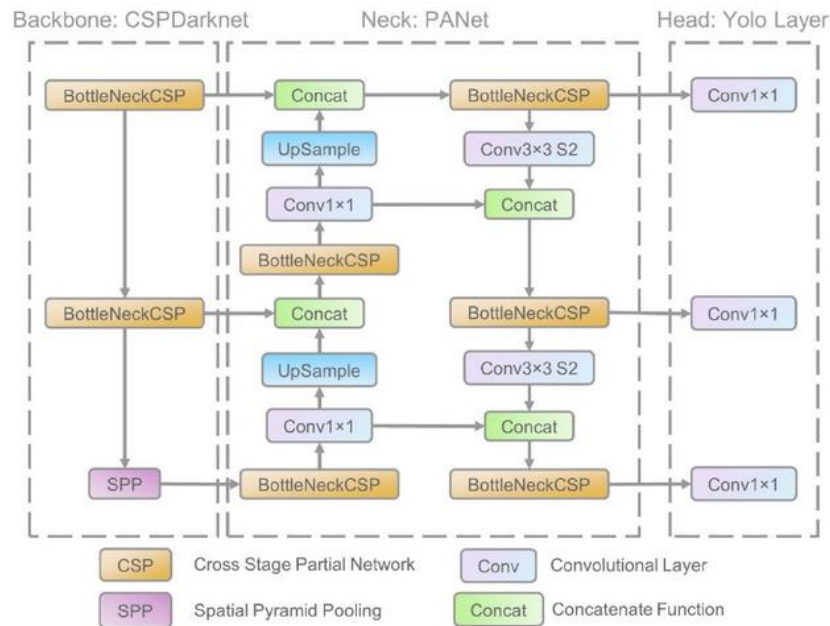 Backbone: CSPDarknet
Neck: PANet
Head: Yolo Layer
BottleNeckCSP
Concat
BottleNeckCSP
Conv1×1
UpSample
Conv3×3 S2
Conv1×1
Concat
BottleNeckCSP
BottleNeckCSP
Concat
BottleNeckCSP
Conv1×1
UpSample
Conv3×3 S2
Conv1×1
Concat
SPP
BottleNeckCSP
BottleNeckCSP
Conv1×1
CSP
Cross Stage Partial Network
Conv
Convolutional Layer
SPP
Spatial Pyramid Pooling
Concat
Concatenate Function